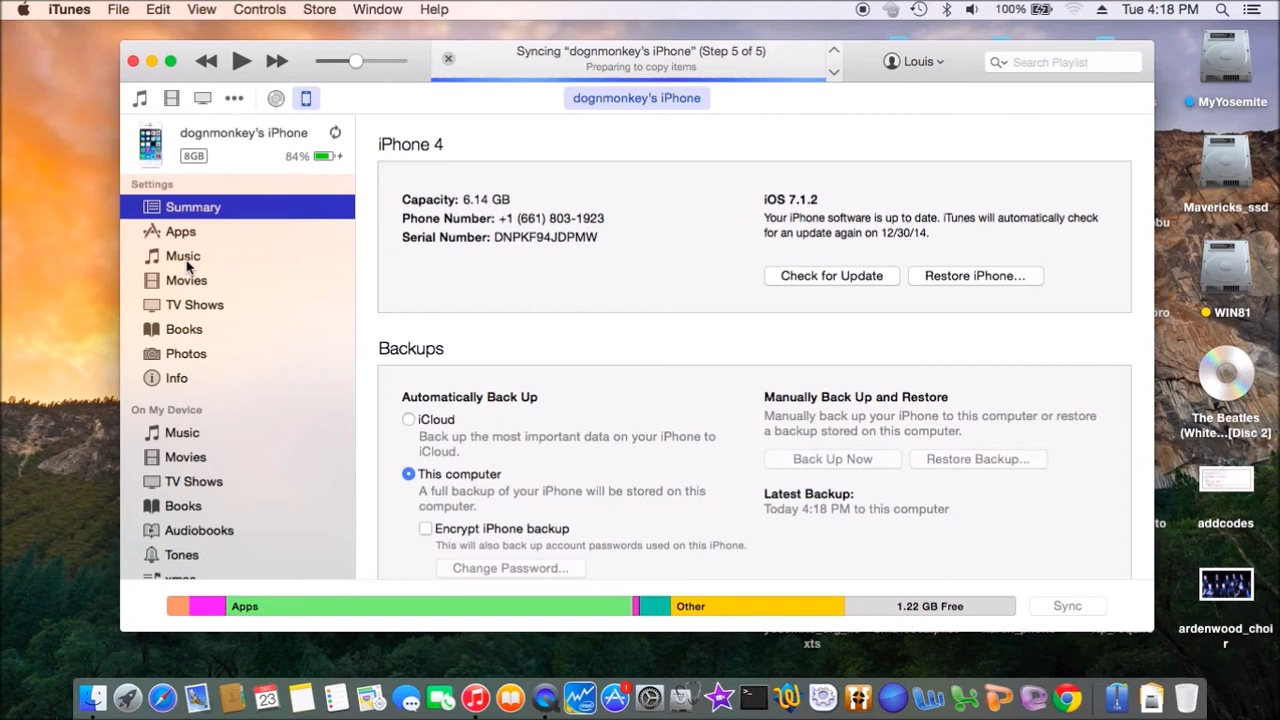 iTunes File Edit View Controls Store Window Help 100% Tue 4:18 PM
Syncing “dognmonkey’s iPhone” (Step 5 of 5)
Preparing to copy items
Louis
Search Playlist
dognmonkey’s iPhone
dognmonkey’s iPhone
8GB 84%
Settings
Summary
Apps
Music
Movies
TV Shows
Books
Photos
Info
On My Device
Music
Movies
TV Shows
Books
Audiobooks
Tones
iPhone 4
Capacity: 6.14 GB
Phone Number: +1 (661) 803-1923
Serial Number: DNPKF94JDPMW
iOS 7.1.2
Your iPhone software is up to date. iTunes will automatically check
for an update again on 12/30/14.
Check for Update Restore iPhone...
Backups
Automatically Back Up
iCloud
Back up the most important data on your iPhone to
iCloud.
This computer
A full backup of your iPhone will be stored on this
computer.
Encrypt iPhone backup
This will also back up account passwords used on this iPhone.
Change Password...
Manually Back Up and Restore
Manually back up your iPhone to this computer or restore
a backup stored on this computer.
Back Up Now Restore Backup...
Latest Backup:
Today 4:18 PM to this computer
Apps Other 1.22 GB Free Sync
MyYosemite
Mavericks_ssd
WIN81
The Beatles
(White...[Disc 2]
addcodes
ardenwood_choi
r
xts
DEC
23
1